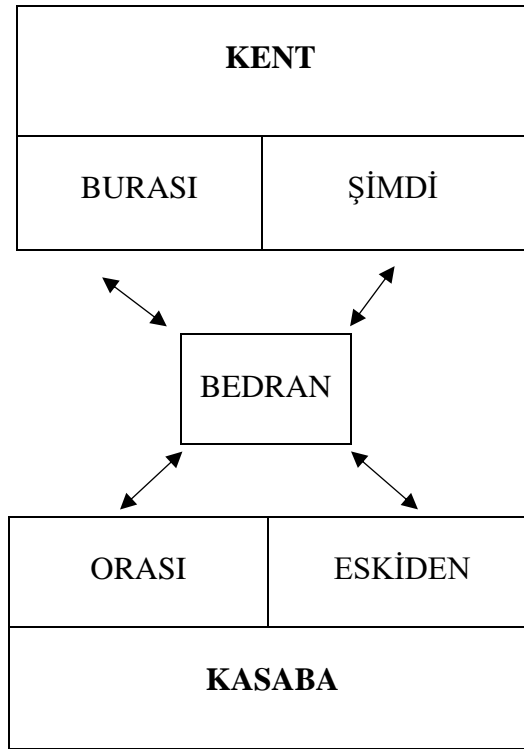 KENT
BURASI ŞİMDİ
BEDRAN
ORASI ESKİDEN
KASABA